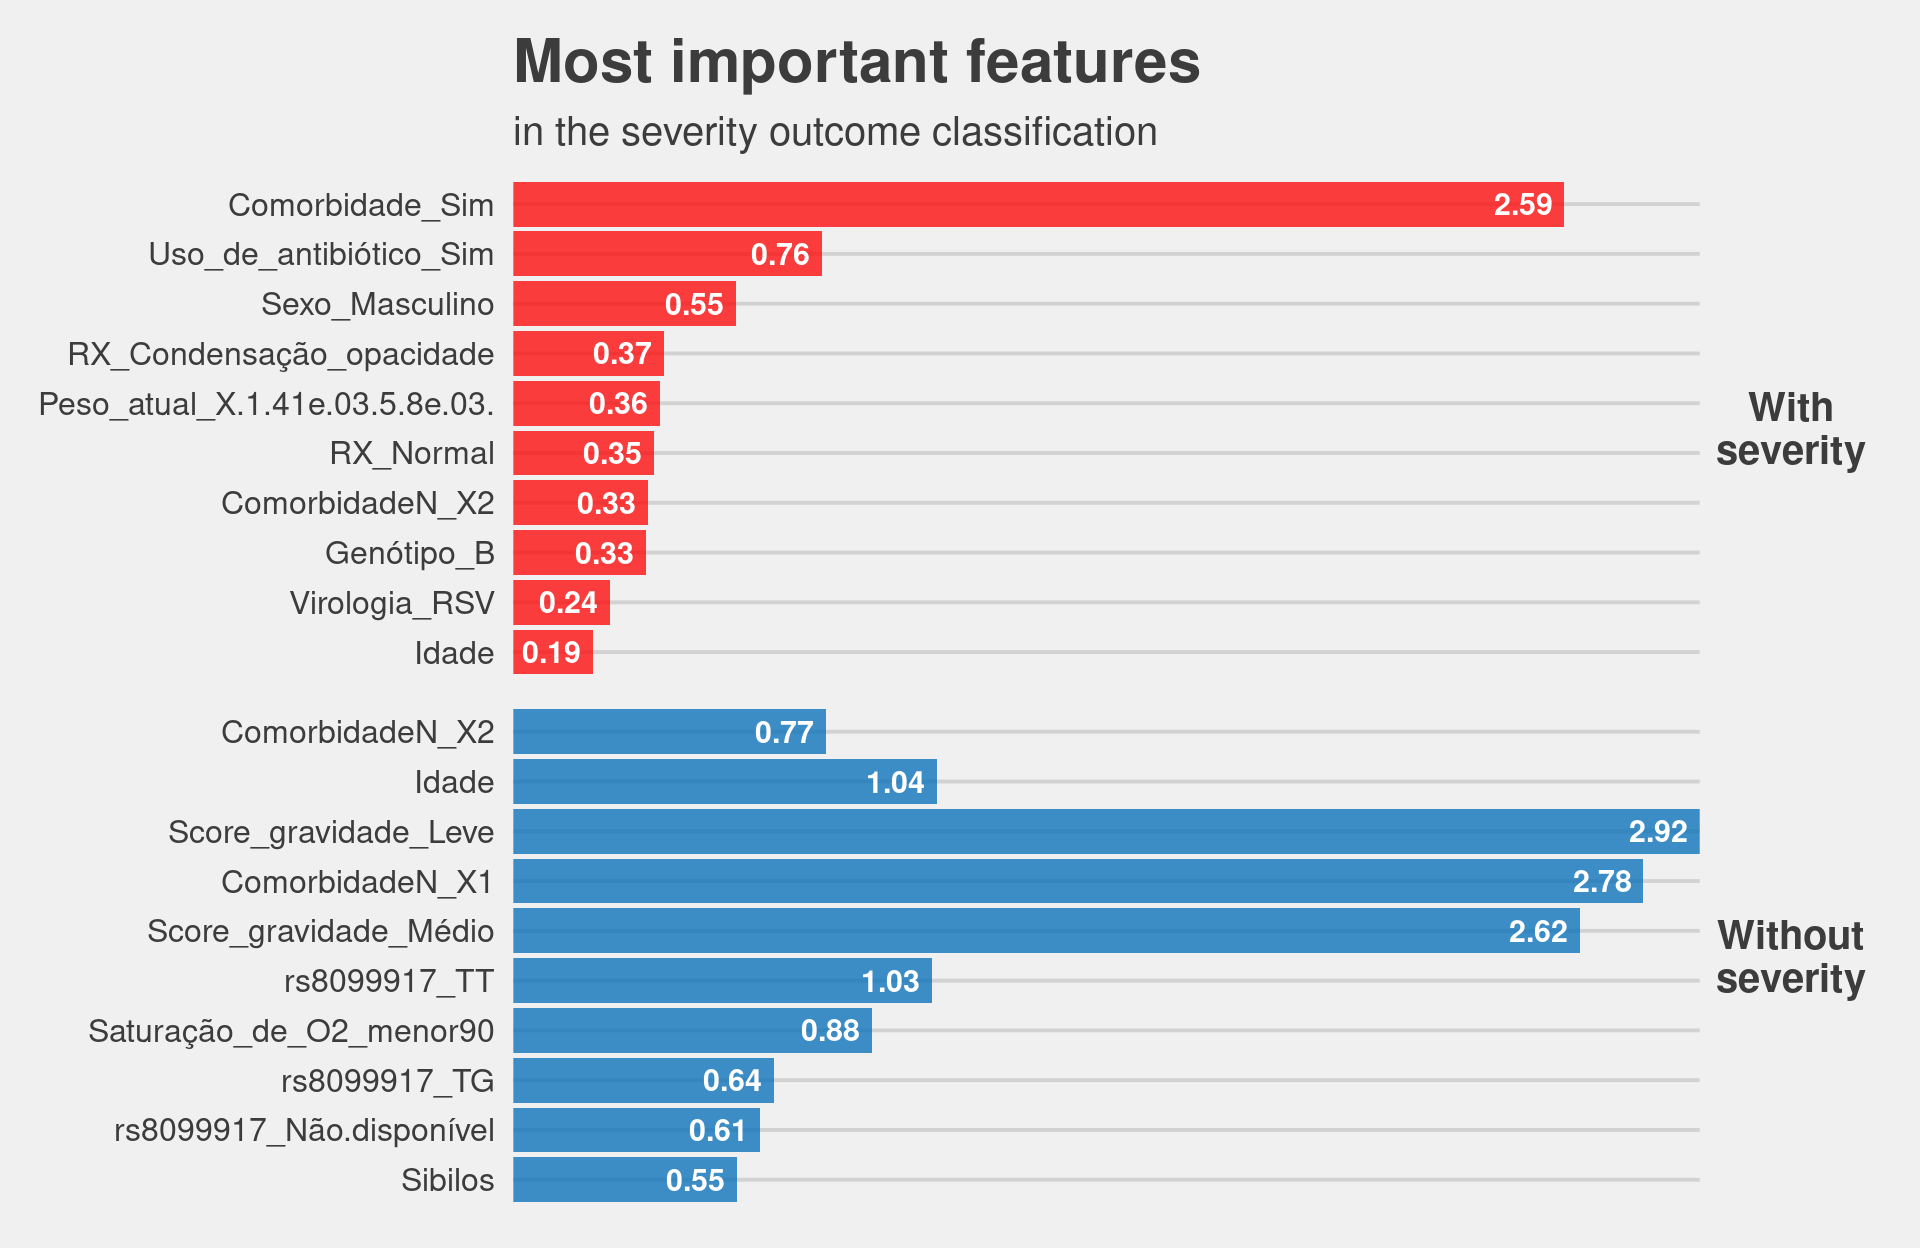 Most important features
in the severity outcome classification
Comorbidade_Sim 2.59
Uso_de_antibiótico_Sim 0.76
Sexo_Masculino 0.55
RX_Condensação_opacidade 0.37
Peso_atual_X.1.41e.03.5.8e.03. 0.36
RX_Normal 0.35
ComorbidadeN_X2 0.33
Genótipo_B 0.33
Virologia_RSV 0.24
Idade 0.19
With
severity
ComorbidadeN_X2 0.77
Idade 1.04
Score_gravidade_Leve 2.92
ComorbidadeN_X1 2.78
Score_gravidade_Médio 2.62
rs8099917_TT 1.03
Saturação_de_O2_menor90 0.88
rs8099917_TG 0.64
rs8099917_Não.disponível 0.61
Sibilos 0.55
Without
severity